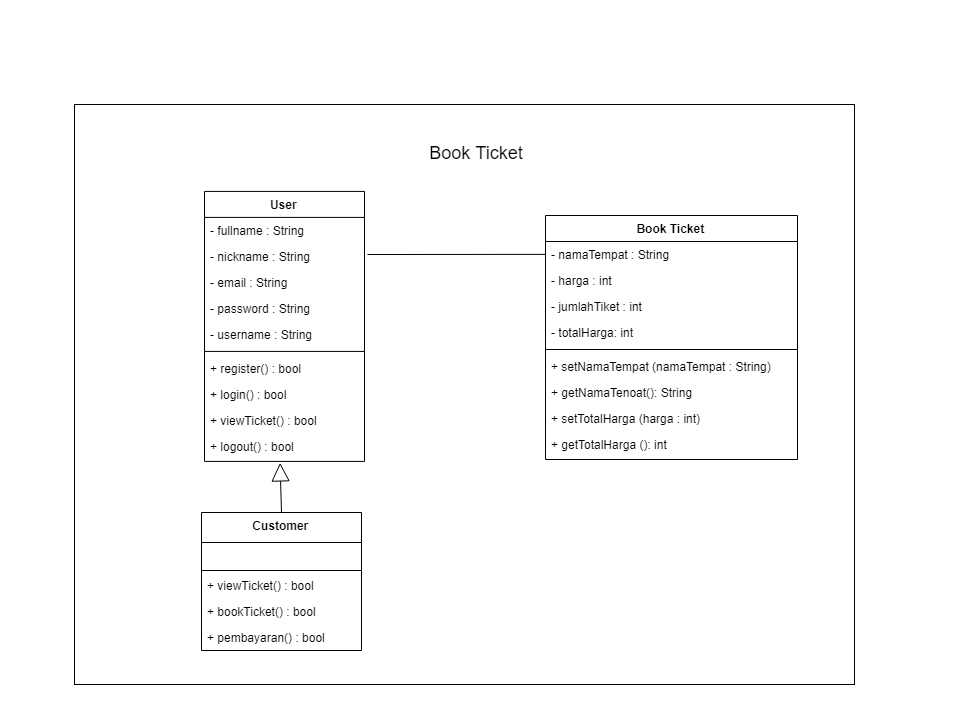 Book Ticket
User
- fullname : String
- nickname : String
- email : String
- password : String
- username : String
+ register() : bool
+ login() : bool
+ viewTicket() : bool
+ logout() : bool
Book Ticket
- namaTempat : String
- harga : int
- jumlahTiket : int
- totalHarga: int
+ setNamaTempat (namaTempat : String)
+ getNamaTenoat(): String
+ setTotalHarga (harga : int)
+ getTotalHarga (): int
Customer
+ viewTicket() : bool
+ bookTicket() : bool
+ pembayaran() : bool